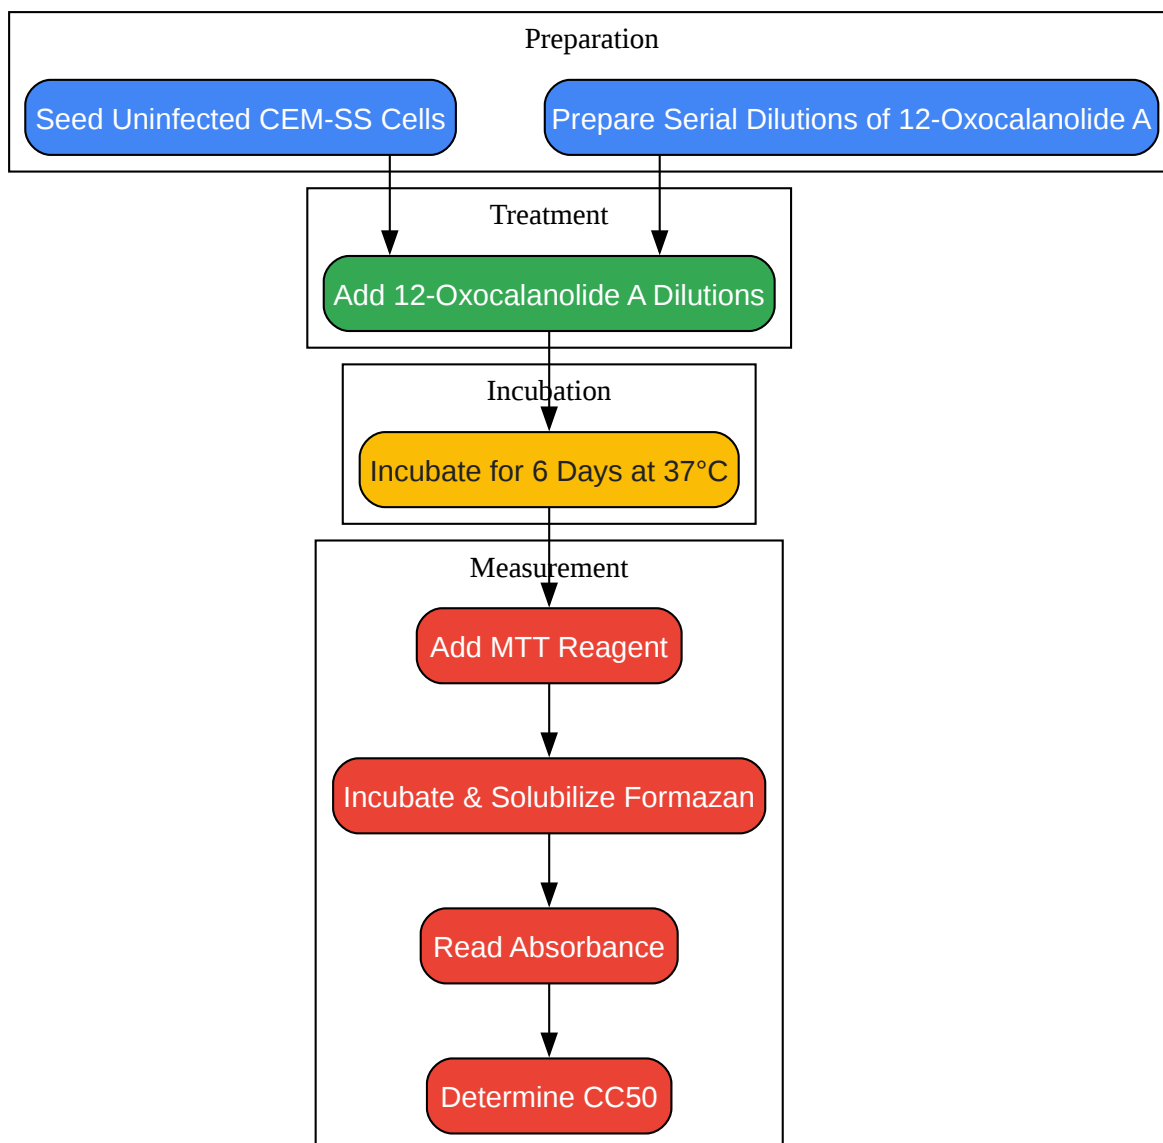 Preparation
Seed Uninfected CEM-SS Cells
Prepare Serial Dilutions of 12-Oxocalanolide A
Treatment
Add 12-Oxocalanolide A Dilutions
Incubation
Incubate for 6 Days at 37°C
Measurement
Add MTT Reagent
Incubate & Solubilize Formazan
Read Absorbance
Determine CC50